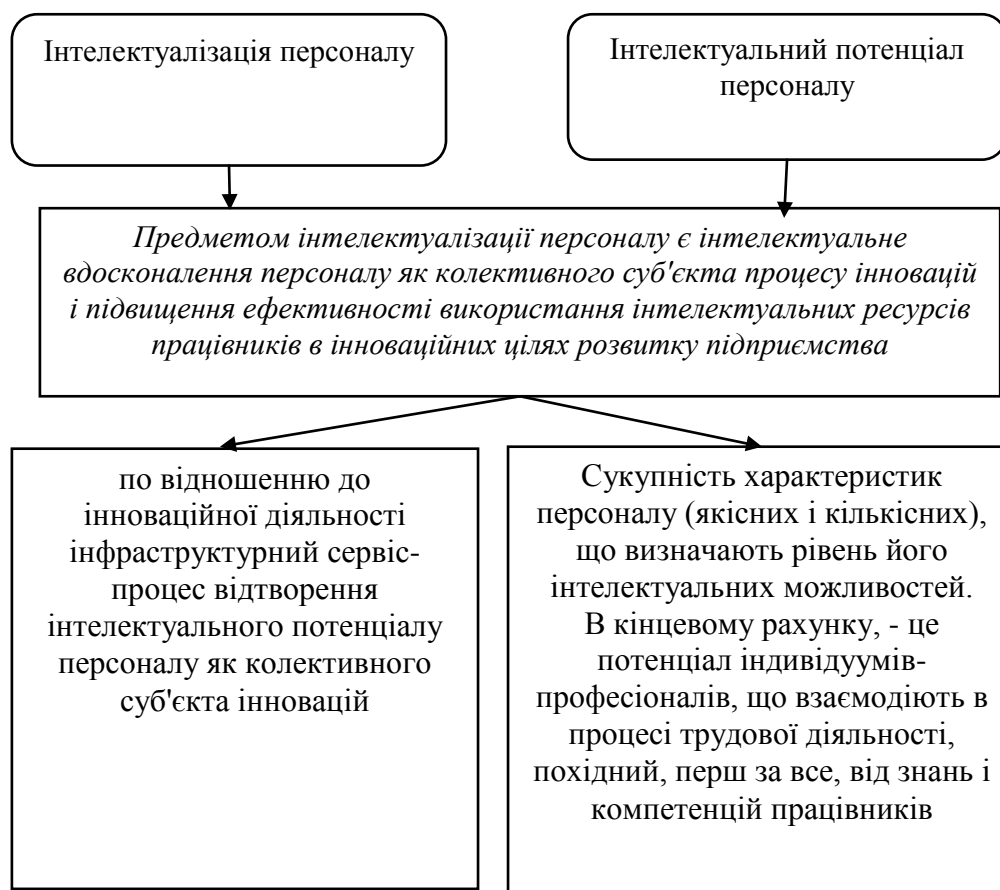 Інтелектуалізація персоналу
Інтелектуальний потенціал
персоналу
Предметом інтелектуалізації персоналу є інтелектуальне
вдосконалення персоналу як колективного суб'єкта процесу інновацій
і підвищення ефективності використання інтелектуальних ресурсів
працівників в інноваційних цілях розвитку підприємства
по відношенню до
інноваційної діяльності
інфраструктурний сервіс-
процес відтворення
інтелектуального потенціалу
персоналу як колективного
суб'єкта інновацій
Сукупність характеристик
персоналу (якісних і кількісних),
що визначають рівень його
інтелектуальних можливостей.
В кінцевому рахунку, - це
потенціал індивідуумів-
професіоналів, що взаємодіють в
процесі трудової діяльності,
похідний, перш за все, від знань і
компетенцій працівників